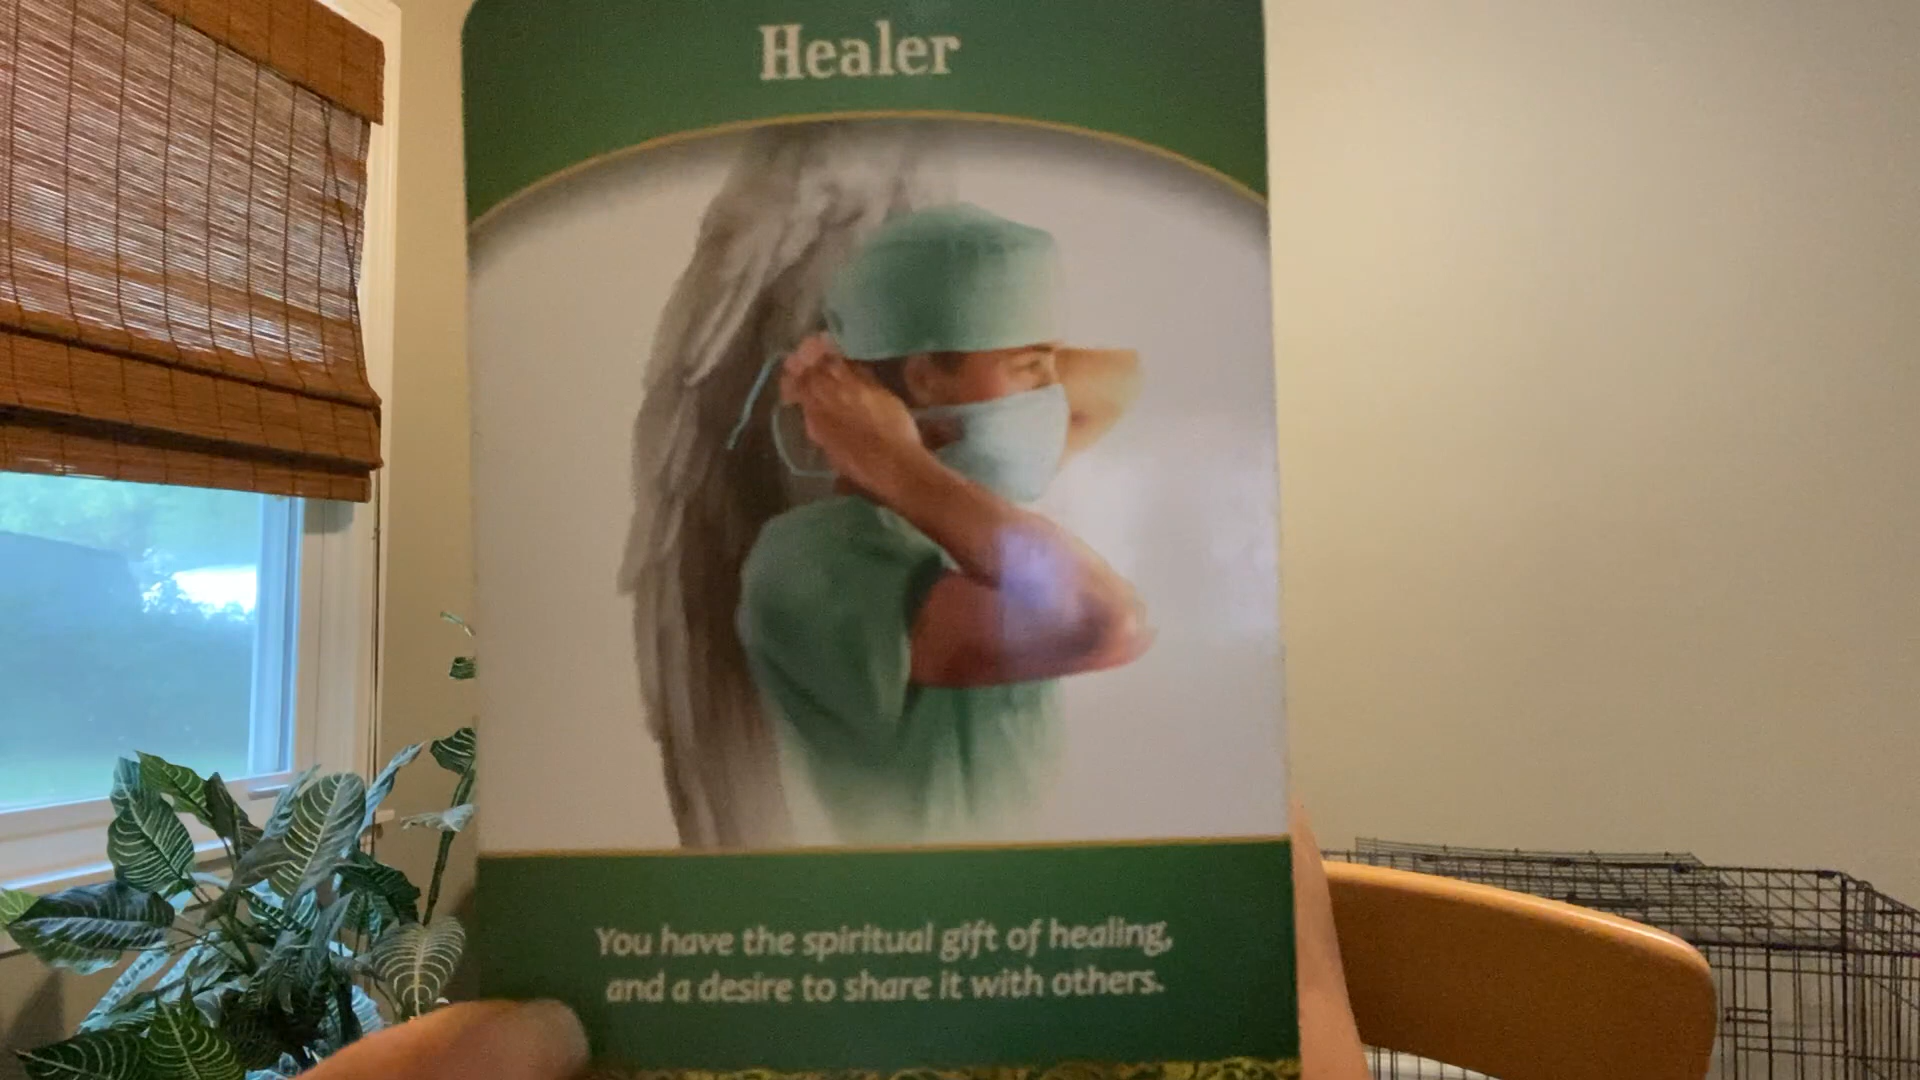 Healer
You have the spiritual gift of healing,
and a desire to share it with others.